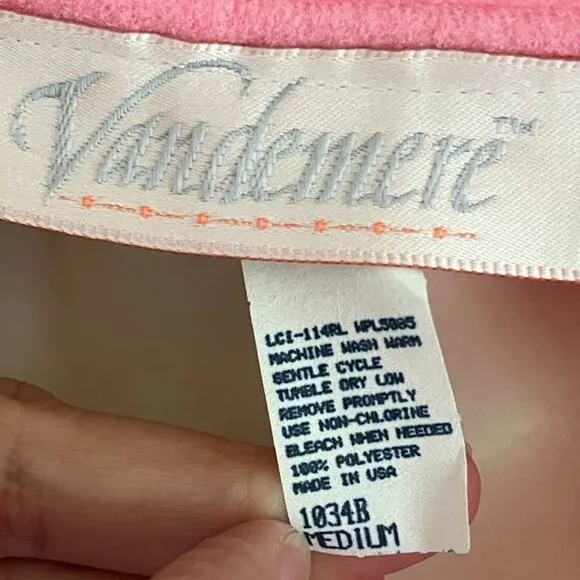 Vandemere™
LCI-114RL WPL5005
MACHINE WASH WARM
GENTLE CYCLE
TUMBLE DRY LOW
REMOVE PROMPTLY
USE NON-CHLORINE
BLEACH WHEN NEEDED
100% POLYESTER
MADE IN USA
1034B
MEDIUM